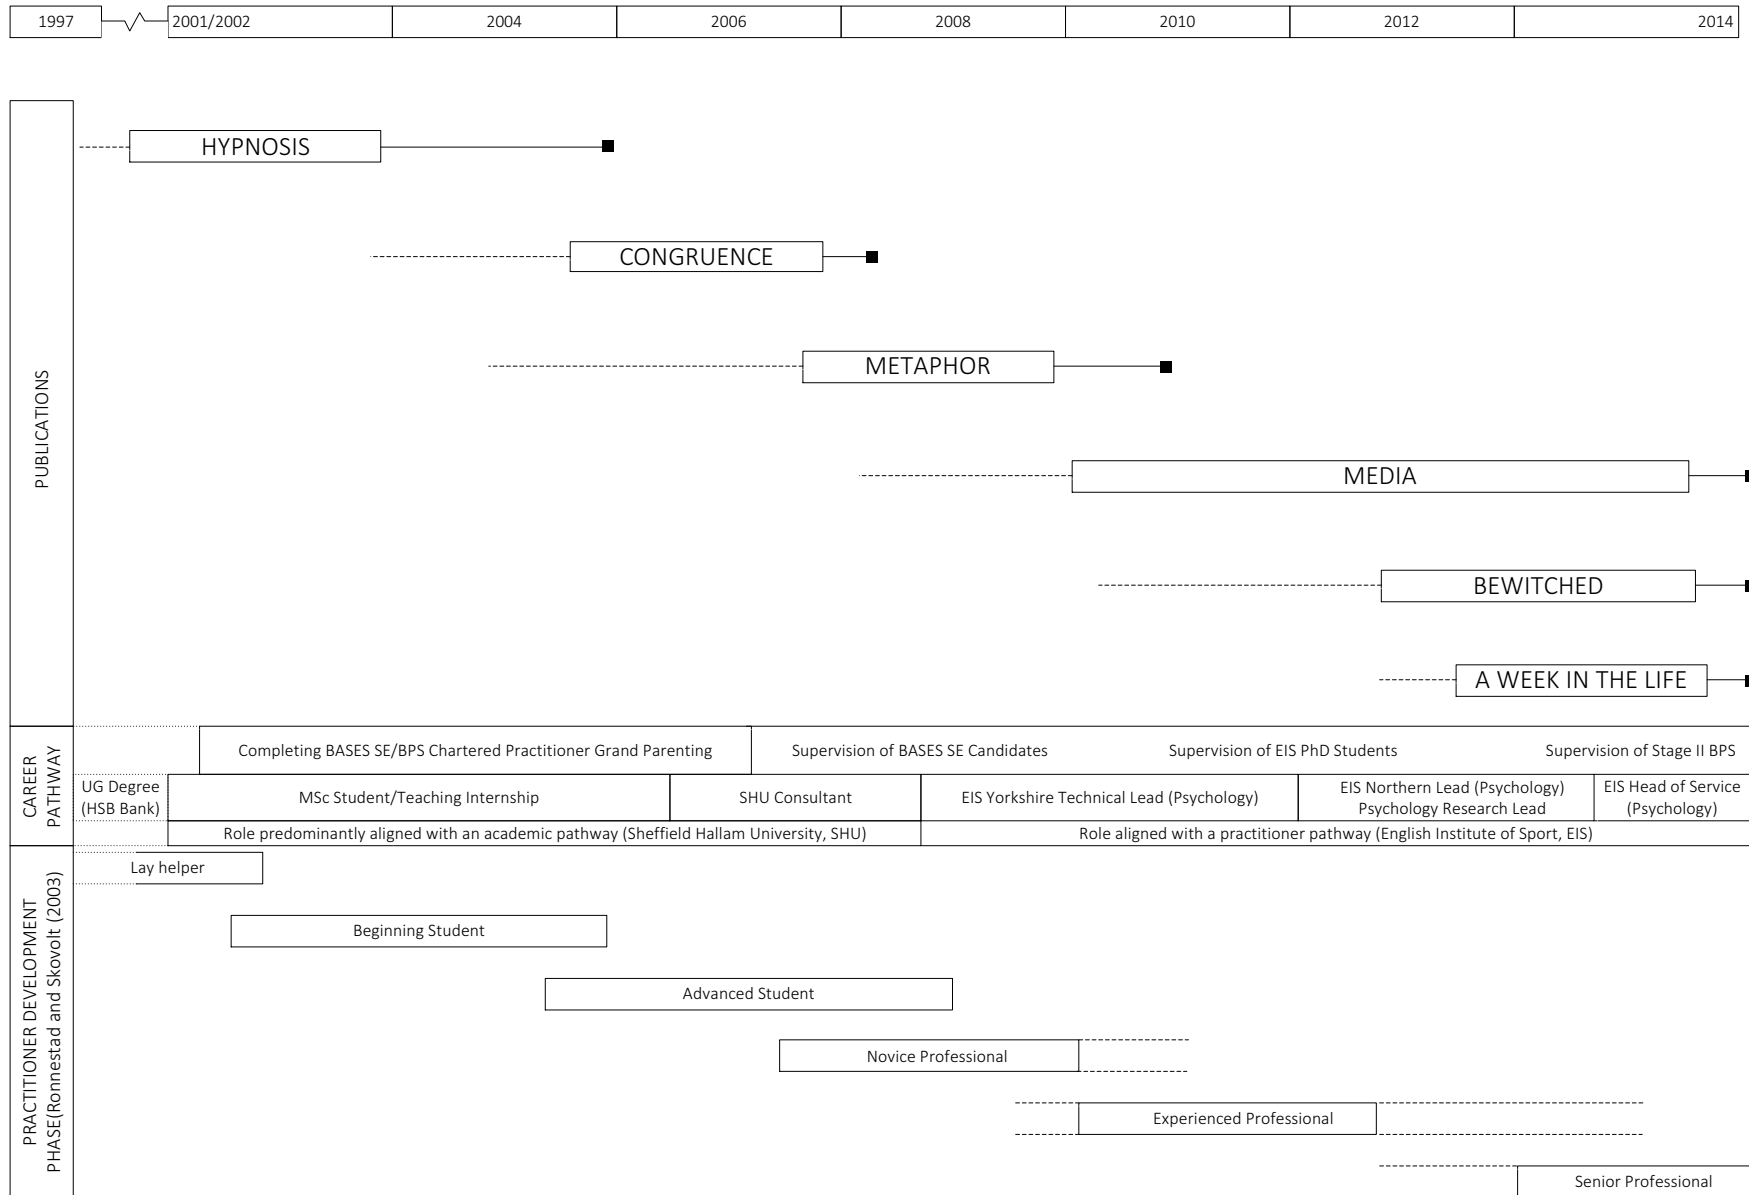 1997
2001/2002
2004
2006
2008
2010
2012
2014
PUBLICATIONS
HYPNOSIS
CONGRUENCE
METAPHOR
MEDIA
BEWITCHED
A WEEK IN THE LIFE
CAREER
PATHWAY
Completing BASES SE/BPS Chartered Practitioner Grand Parenting
Supervision of BASES SE Candidates
Supervision of EIS PhD Students
Supervision of Stage II BPS
UG Degree
(HSB Bank)
MSc Student/Teaching Internship
SHU Consultant
EIS Yorkshire Technical Lead (Psychology)
EIS Northern Lead (Psychology)
Psychology Research Lead
EIS Head of Service
(Psychology)
Role predominantly aligned with an academic pathway (Sheffield Hallam University, SHU)
Role aligned with a practitioner pathway (English Institute of Sport, EIS)
PRACTITIONER DEVELOPMENT
PHASE(Ronnestad and Skovolt (2003)
Lay helper
Beginning Student
Advanced Student
Novice Professional
Experienced Professional
Senior Professional